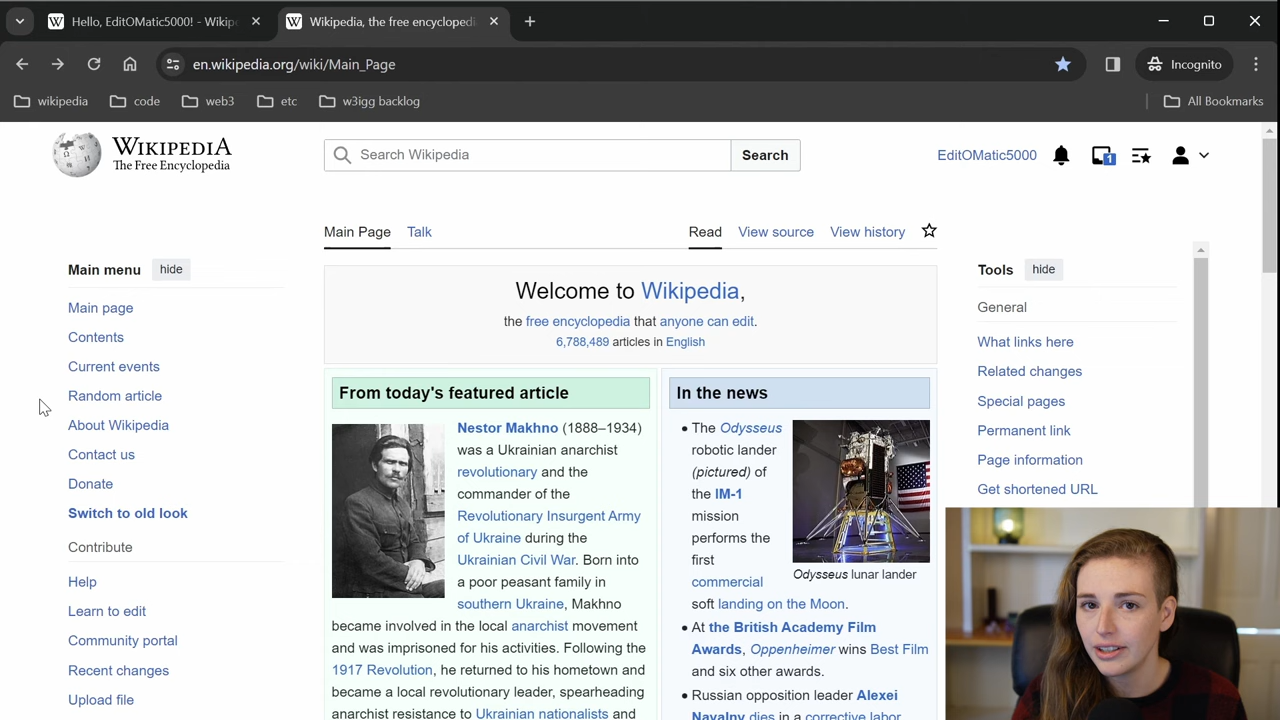 Hello, EditOMatic5000! - Wikipe
Wikipedia, the free encyclopedi
en.wikipedia.org/wiki/Main_Page
Incognito
wikipedia
code
web3
etc
w3igg backlog
All Bookmarks
WIKIPEDIA
The Free Encyclopedia
Search Wikipedia
Search
EditOMatic5000
1
Main Page
Talk
Read
View source
View history
Main menu
hide
Main page
Contents
Current events
Random article
About Wikipedia
Contact us
Donate
Switch to old look
Contribute
Help
Learn to edit
Community portal
Recent changes
Upload file
Welcome to Wikipedia,
the free encyclopedia that anyone can edit.
6,788,489 articles in English
From today's featured article
Nestor Makhno (1888–1934)
was a Ukrainian anarchist
revolutionary and the
commander of the
Revolutionary Insurgent Army
of Ukraine during the
Ukrainian Civil War. Born into
a poor peasant family in
southern Ukraine, Makhno
became involved in the local anarchist movement
and was imprisoned for his activities. Following the
1917 Revolution, he returned to his hometown and
became a local revolutionary leader, spearheading
anarchist resistance to Ukrainian nationalists and
In the news
• The Odysseus
robotic lander
(pictured) of
the IM-1
mission
performs the
first
commercial
soft landing on the Moon.
Odysseus lunar lander
• At the British Academy Film
Awards, Oppenheimer wins Best Film
and six other awards.
• Russian opposition leader Alexei
Navalny dies in a corrective labor
Tools
hide
General
What links here
Related changes
Special pages
Permanent link
Page information
Get shortened URL